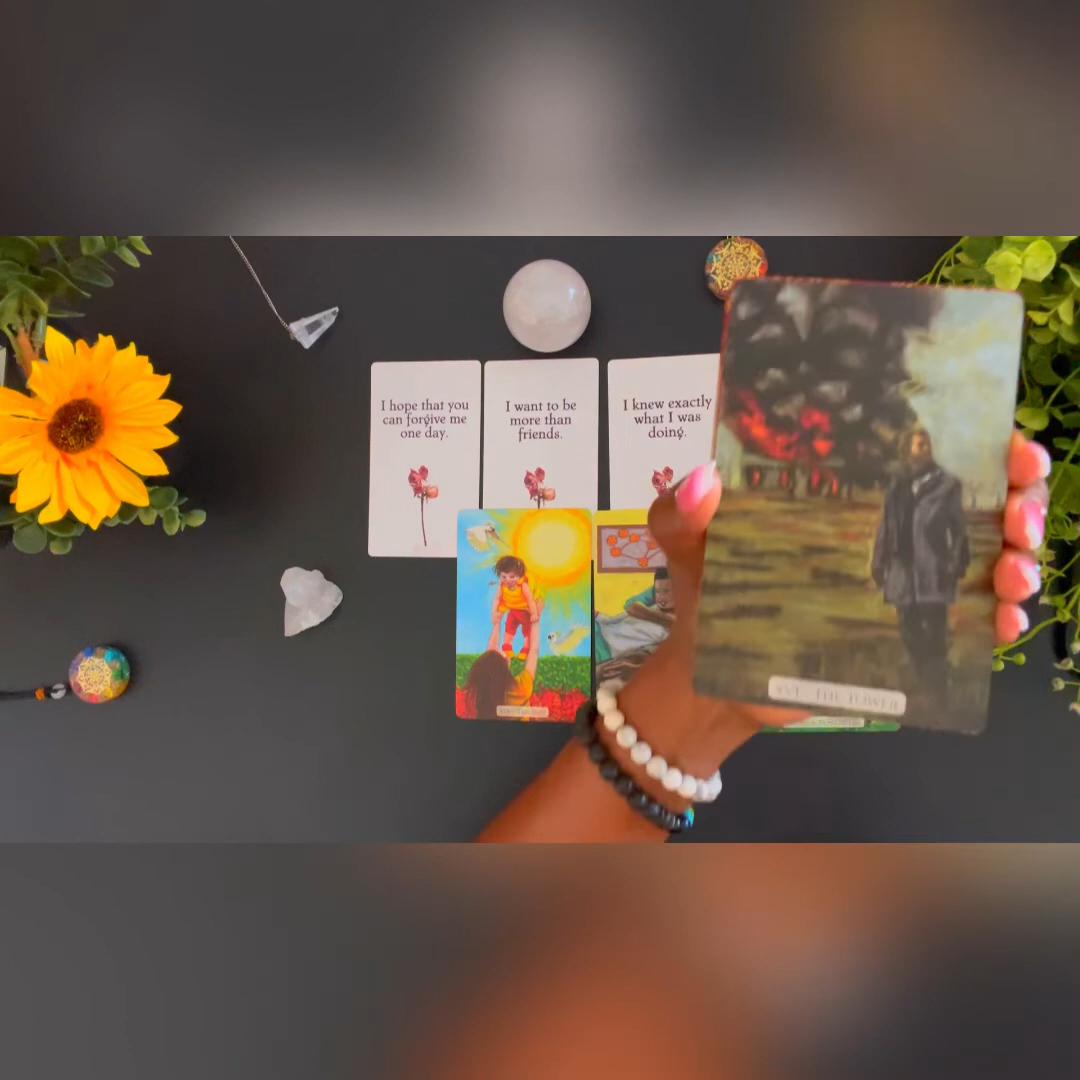 I hope that you
can forgive me
one day.
I want to be
more than
friends.
I knew exactly
what I was
doing.
XVI - THE TOWER